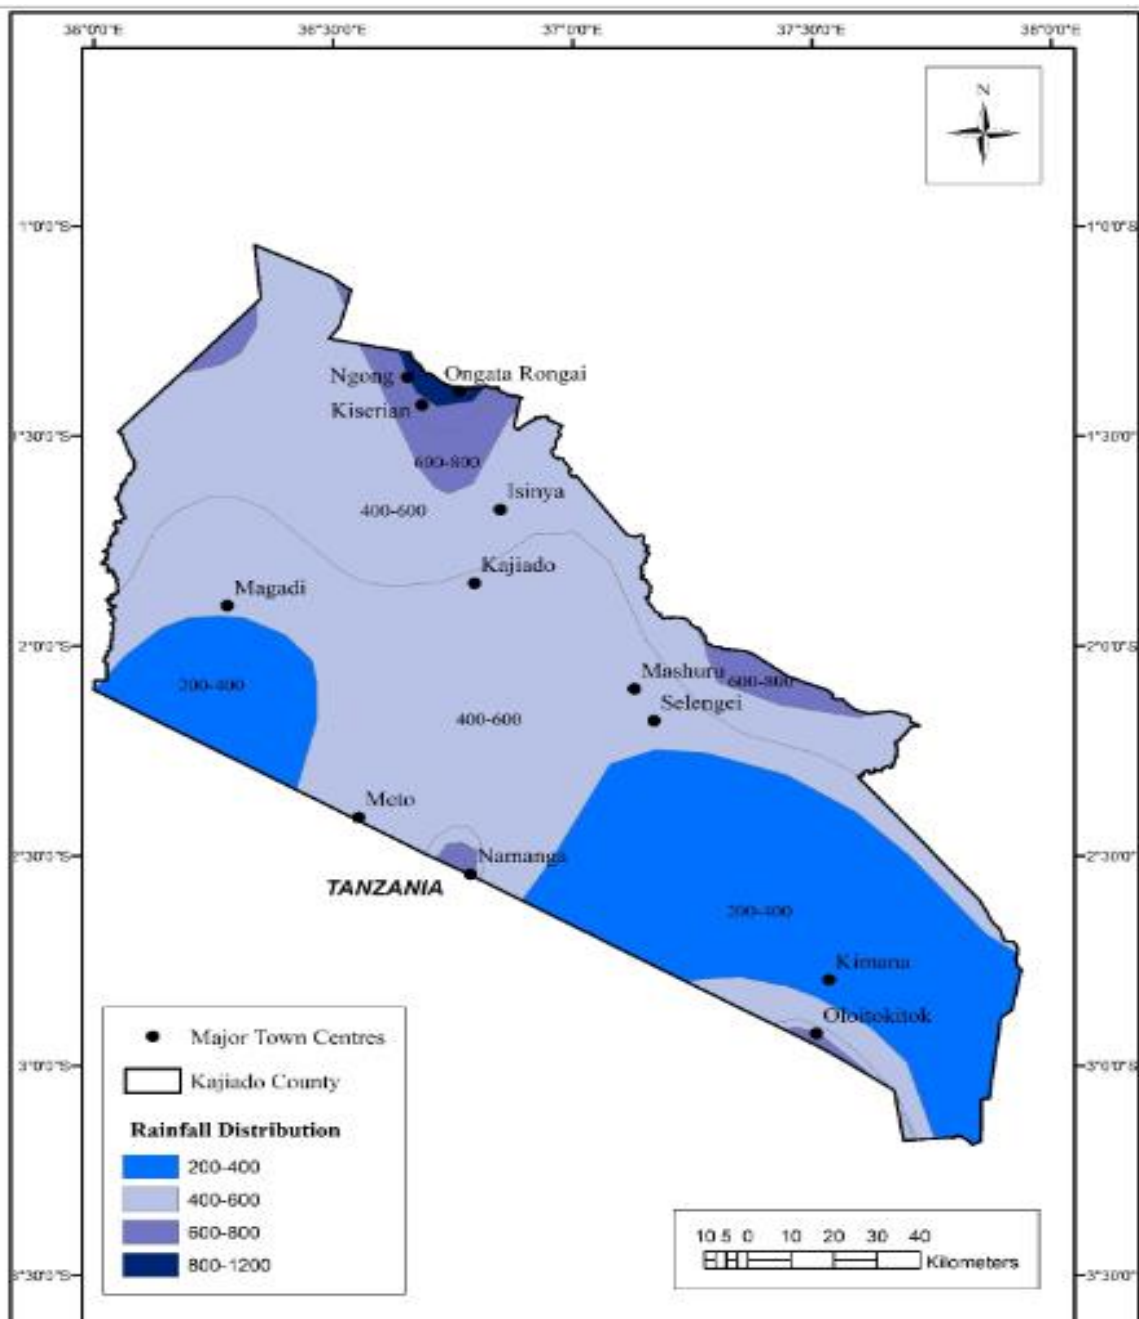 36°0'0"E 36°30'0"E 37°0'0"E 37°30'0"E 38°0'0"E
N
1°0'0"S 1°0'0"S
Ngong Ongata Rongai
Kiserian
1°30'0"S 1°30'0"S
600-800
Isinya
400-600
Kajiado
Magadi
2°0'0"S 2°0'0"S
Mashuru
200-400 600-800
Selengei
400-600
Meto
2°30'0"S Namanga 2°30'0"S
TANZANIA
200-400
Kimana
Oloitokitok
Major Town Centres
3°0'0"S 3°0'0"S
Kajiado County
Rainfall Distribution
200-400
400-600
600-800
800-1200
10 5 0 10 20 30 40
Kilometers
3°30'0"S 3°30'0"S